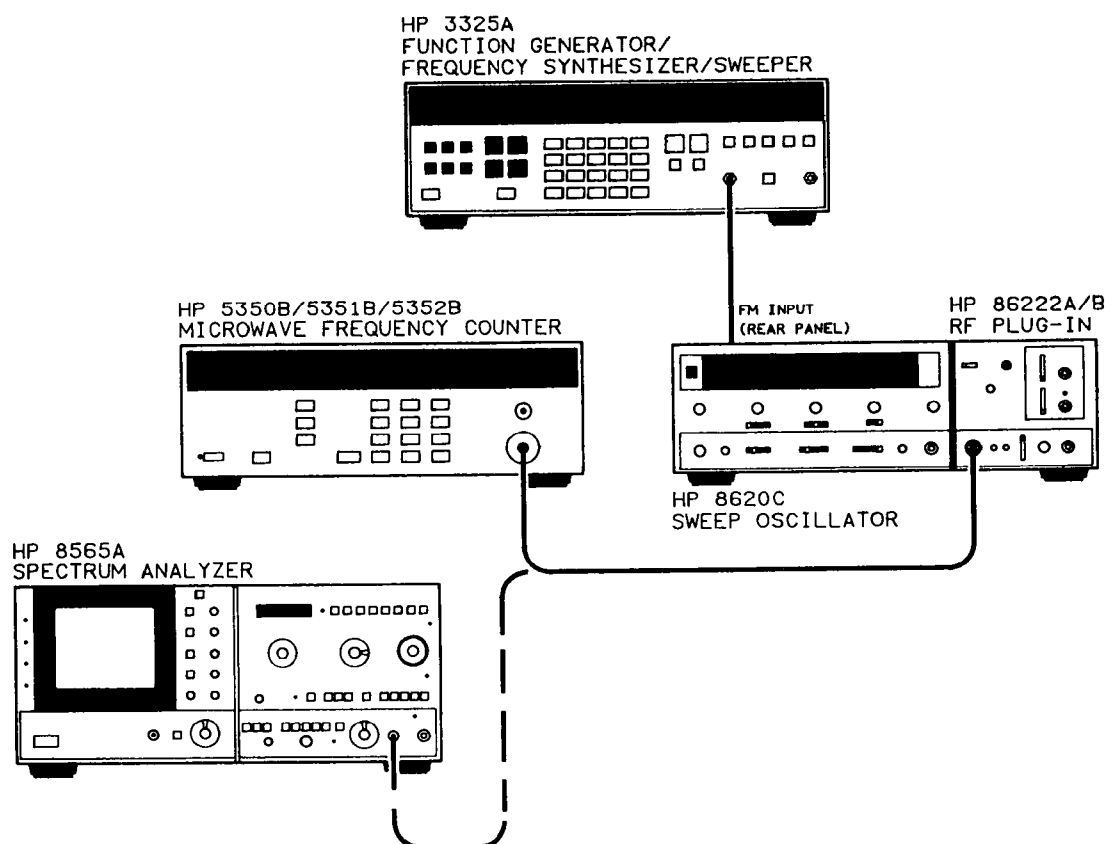 HP 3325A
FUNCTION GENERATOR/
FREQUENCY SYNTHESIZER/SWEEPER
HP 5350B/5351B/5352B
MICROWAVE FREQUENCY COUNTER
FM INPUT
(REAR PANEL)
HP 86222A/B
RF PLUG-IN
HP 8620C
SWEEP OSCILLATOR
HP 8565A
SPECTRUM ANALYZER